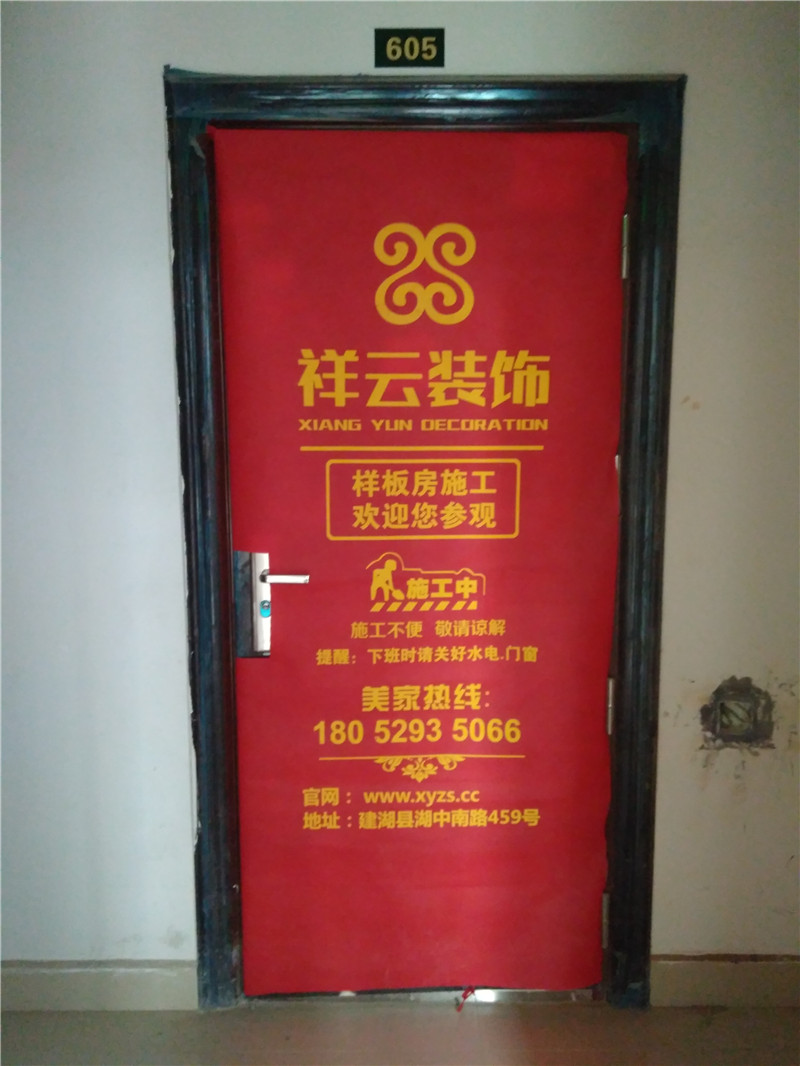 605
祥云装饰
XIANG YUN DECORATION
样板房施工
欢迎您参观
施工中
施工不便 敬请谅解
提醒：下班时请关好水电.门窗
美家热线:
180 5293 5066
官网：www.xyzs.cc
地址：建湖县湖中南路459号